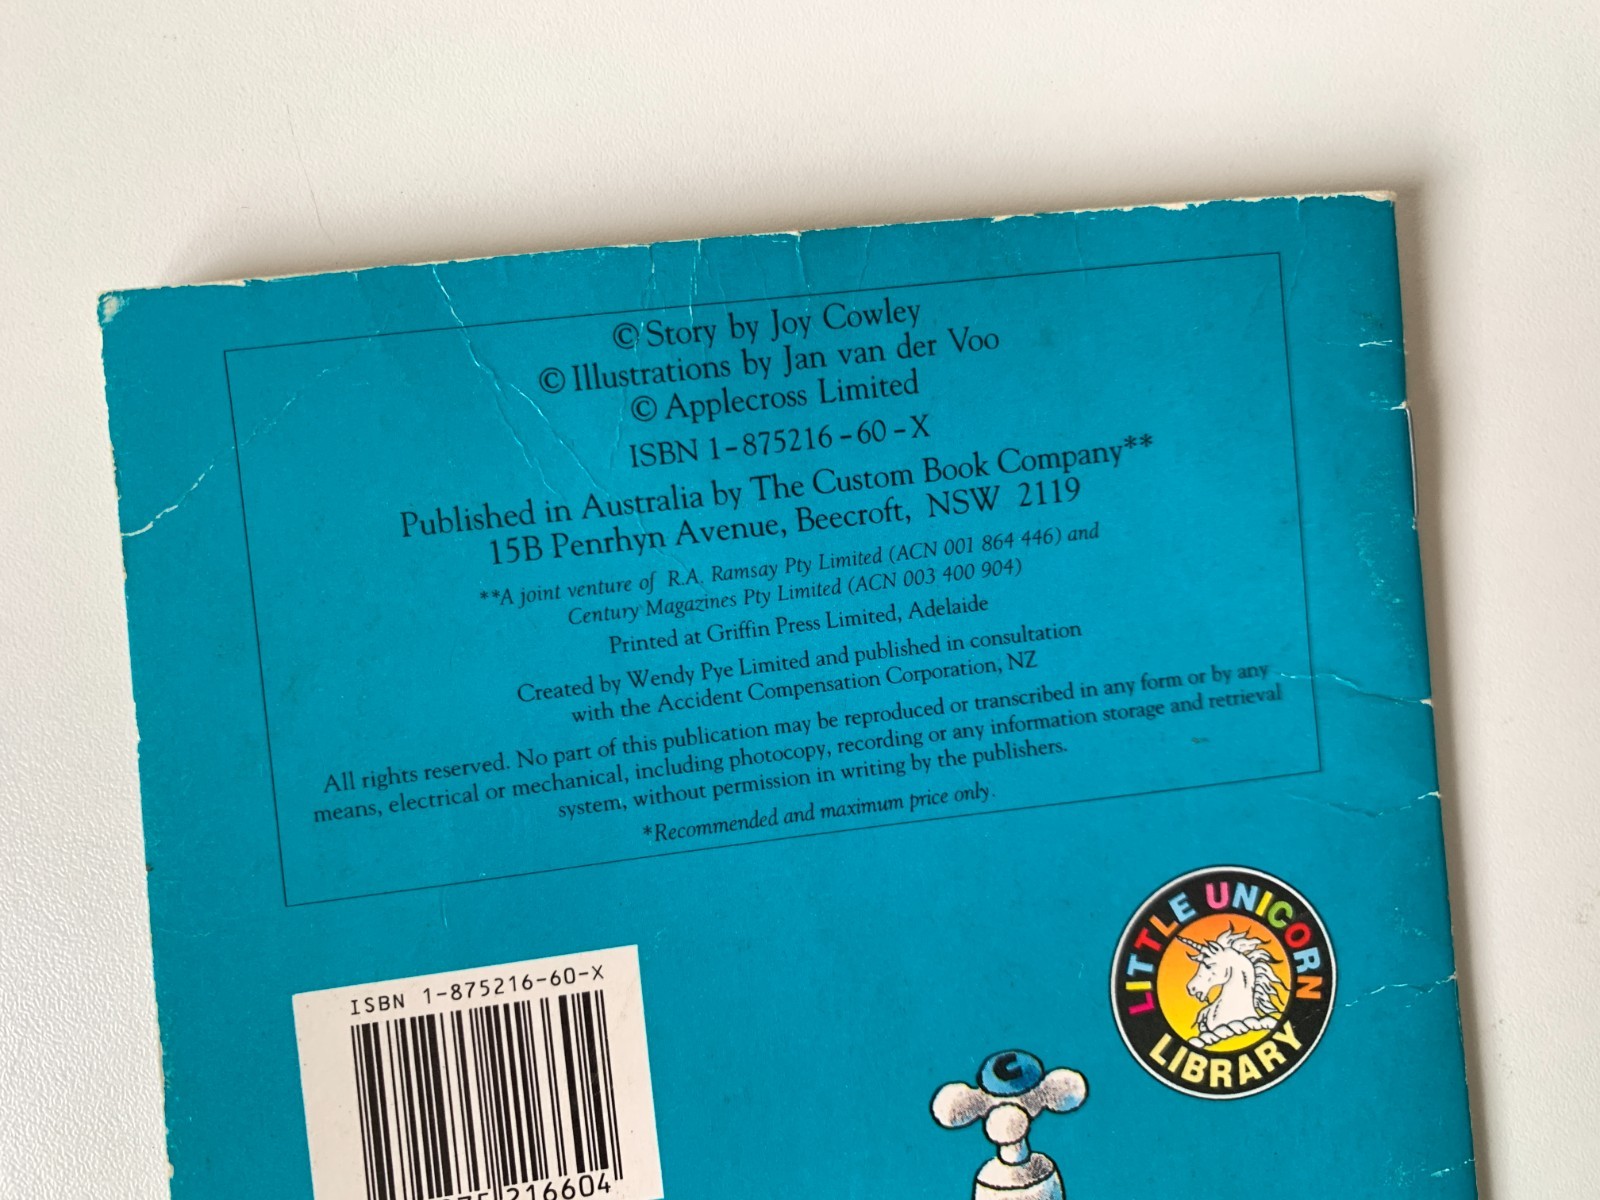 © Story by Joy Cowley
© Illustrations by Jan van der Voo
© Applecross Limited
ISBN 1-875216-60-X
Published in Australia by The Custom Book Company**
15B Penrhyn Avenue, Beecroft, NSW 2119
**A joint venture of R.A. Ramsay Pty Limited (ACN 001 864 446) and
Century Magazines Pty Limited (ACN 003 400 904)
Printed at Griffin Press Limited, Adelaide
Created by Wendy Pye Limited and published in consultation
with the Accident Compensation Corporation, NZ
All rights reserved. No part of this publication may be reproduced or transcribed in any form or by any
means, electrical or mechanical, including photocopy, recording or any information storage and retrieval
system, without permission in writing by the publishers.
*Recommended and maximum price only.
LITTLE UNICORN
LIBRARY
ISBN 1-875216-60-X
C
216604